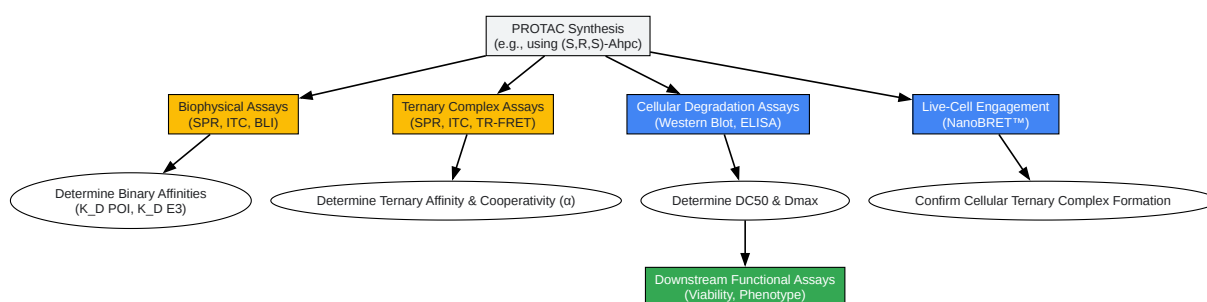 PROTAC Synthesis
(e.g., using (S,R,S)-Ahpc)
Biophysical Assays
(SPR, ITC, BLI)
Ternary Complex Assays
(SPR, ITC, TR-FRET)
Cellular Degradation Assays
(Western Blot, ELISA)
Live-Cell Engagement
(NanoBRET™)
Determine Binary Affinities
(K_D POI, K_D E3)
Determine Ternary Affinity & Cooperativity (α)
Determine DC50 & Dmax
Confirm Cellular Ternary Complex Formation
Downstream Functional Assays
(Viability, Phenotype)